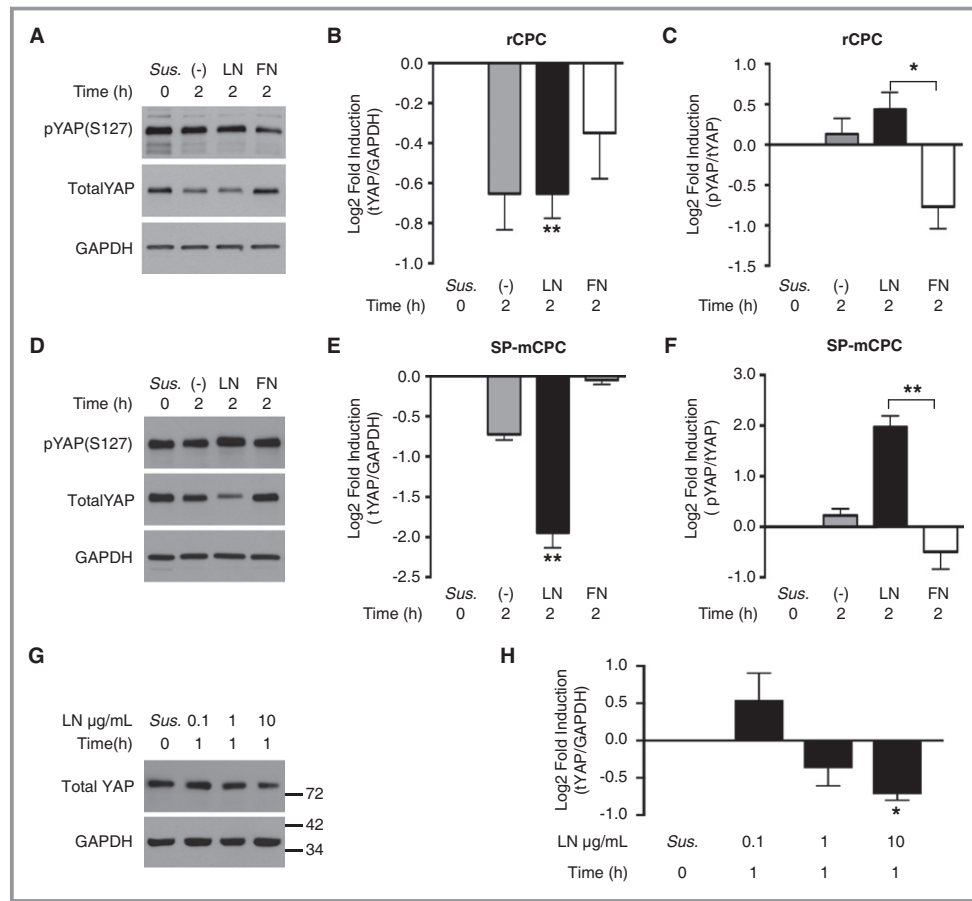 A
Sus. (-) LN FN
Time (h) 0 2 2 2
pYAP(S127)
TotalYAP
GAPDH
B
rCPC
Log2 Fold Induction
(tYAP/GAPDH)
0.0
-0.2
-0.4
-0.6
-0.8
-1.0
**
Sus. (-) LN FN
Time (h) 0 2 2 2
C
rCPC
Log2 Fold Induction
(pYAP/tYAP)
1.0
0.5
0.0
-0.5
-1.0
-1.5
*
Sus. (-) LN FN
Time (h) 0 2 2 2
D
Sus. (-) LN FN
Time (h) 0 2 2 2
pYAP(S127)
TotalYAP
GAPDH
E
SP-mCPC
Log2 Fold Induction
( tYAP/GAPDH)
0.0
-0.5
-1.0
-1.5
-2.0
-2.5
**
Sus. (-) LN FN
Time (h) 0 2 2 2
F
SP-mCPC
Log2 Fold Induction
( pYAP/tYAP)
3.0
2.0
1.0
0.0
-1.0
**
Sus. (-) LN FN
Time (h) 0 2 2 2
G
LN µg/mL Sus. 0.1 1 10
Time(h) 0 1 1 1
Total YAP
72
42
GAPDH
34
H
Log2 Fold Induction
(tYAP/GAPDH)
1.0
0.5
0.0
-0.5
-1.0
*
LN µg/mL Sus. 0.1 1 10
Time (h) 0 1 1 1